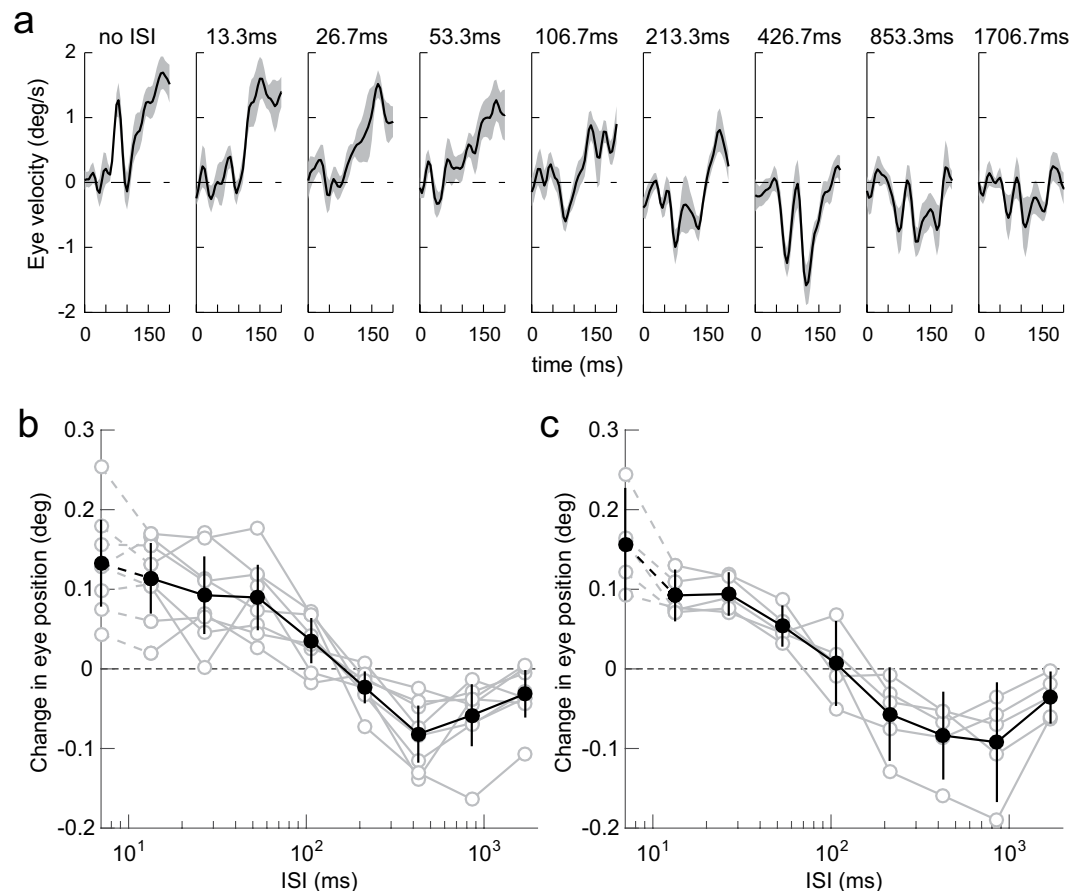 a
no ISI 13.3ms 26.7ms 53.3ms 106.7ms 213.3ms 426.7ms 853.3ms 1706.7ms
2
1
0
-1
-2
Eye velocity (deg/s)
0 150 0 150 0 150 0 150 0 150 0 150 0 150 0 150 0 150
time (ms)
b
0.3
0.2
0.1
0
-0.1
-0.2
Change in eye position (deg)
10¹ 10² 10³
ISI (ms)
c
0.3
0.2
0.1
0
-0.1
-0.2
Change in eye position (deg)
10¹ 10² 10³
ISI (ms)